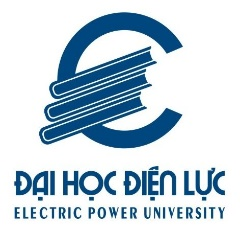 ĐẠI HỌC ĐIỆN LỰC
ELECTRIC POWER UNIVERSITY